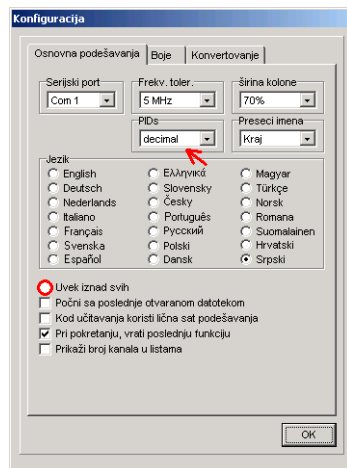 Konfiguracija
Osnovna podešavanja Boje Konvertovanje
Serijski port Frekv. toler. širina kolone
Com 1 5 MHz 70%
PIDs Preseci imena
decimal Kraj
Jezik
English Ελληνικά Magyar
Deutsch Slovensky Türkçe
Nederlands Česky Norsk
Italiano Português Romana
Français Русский Suomalainen
Svenska Polski Hrvatski
Español Dansk Srpski
Uvek iznad svih
Počni sa poslednje otvaranom datotekom
Kod učitavanja koristi lična sat podešavanja
Pri pokretanju, vrati poslednju funkciju
Prikaži broj kanala u listama
OK